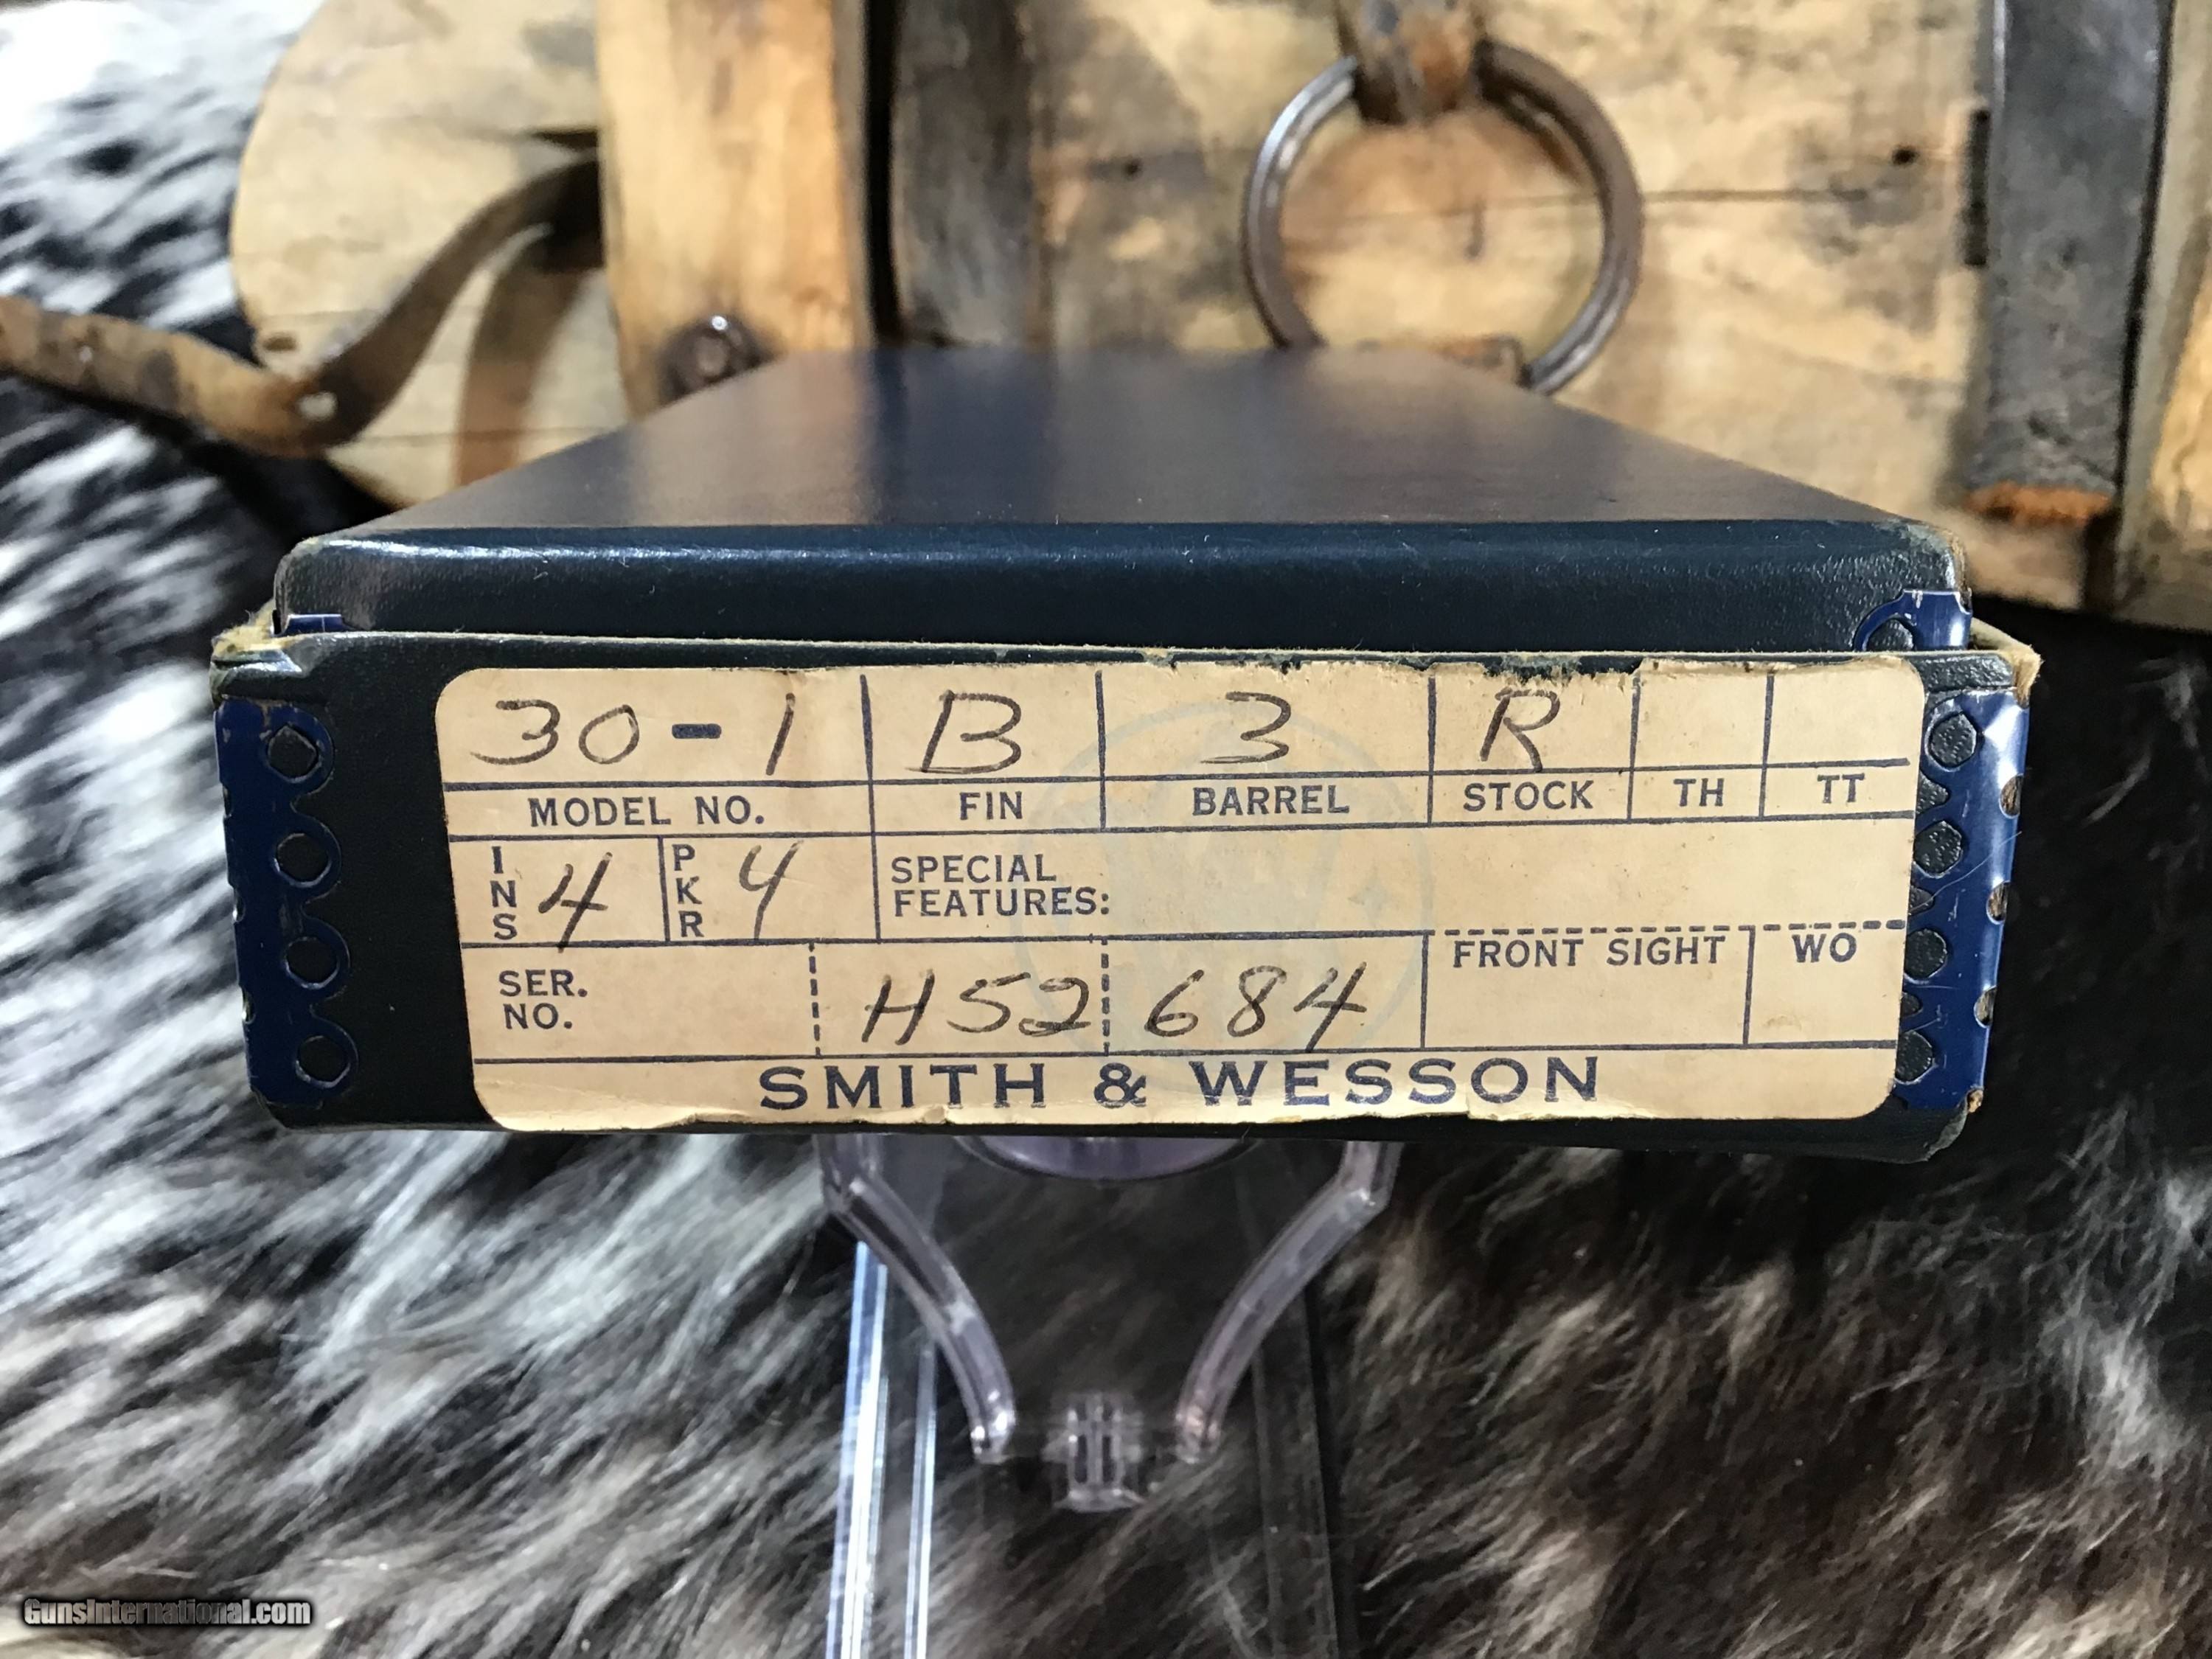 30-1 B 3 R
MODEL NO. FIN BARREL STOCK TH TT
INS 4 PKR 4 SPECIAL
FEATURES:
SER. H52 684 FRONT SIGHT WO
NO.
SMITH & WESSON
GunsInternational.com